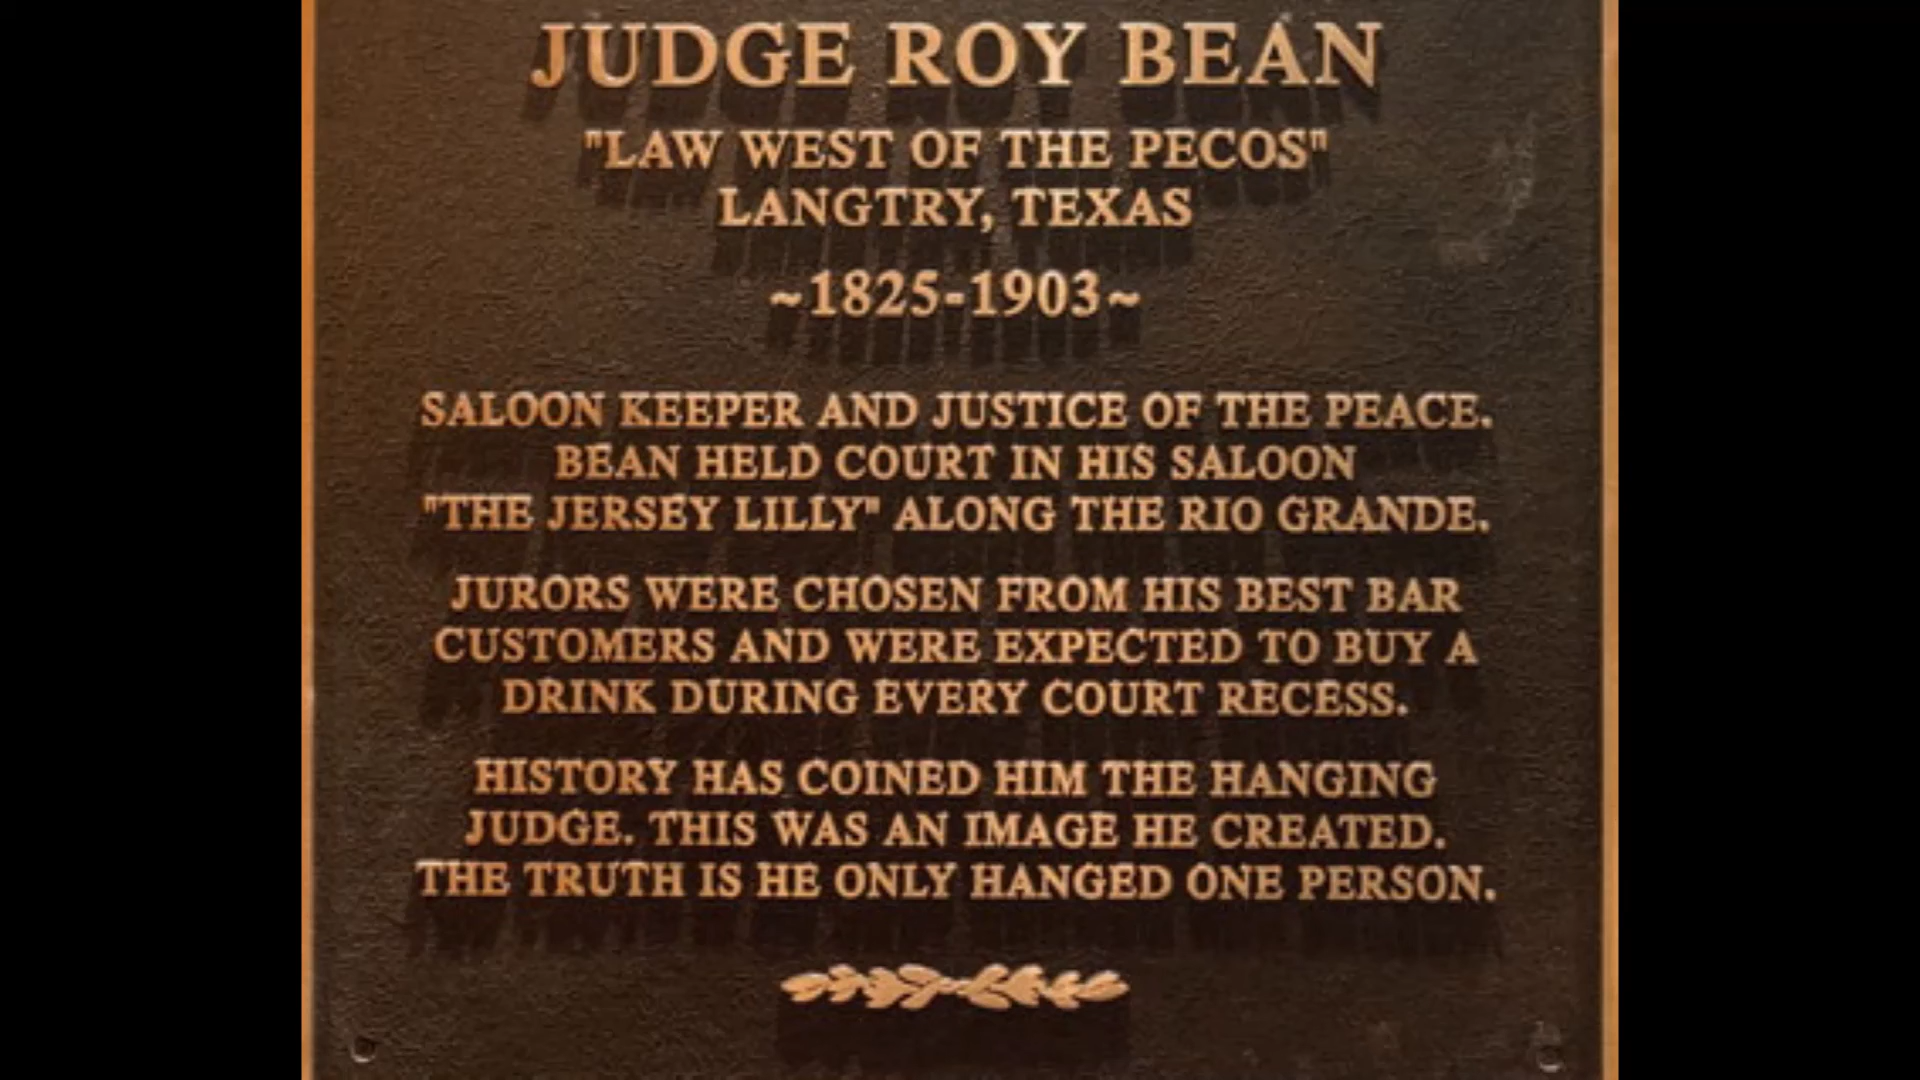 JUDGE ROY BEAN
"LAW WEST OF THE PECOS"
LANGTRY, TEXAS
~1825-1903~
SALOON KEEPER AND JUSTICE OF THE PEACE.
BEAN HELD COURT IN HIS SALOON
"THE JERSEY LILLY" ALONG THE RIO GRANDE.
JURORS WERE CHOSEN FROM HIS BEST BAR
CUSTOMERS AND WERE EXPECTED TO BUY A
DRINK DURING EVERY COURT RECESS.
HISTORY HAS COINED HIM THE HANGING
JUDGE. THIS WAS AN IMAGE HE CREATED.
THE TRUTH IS HE ONLY HANGED ONE PERSON.